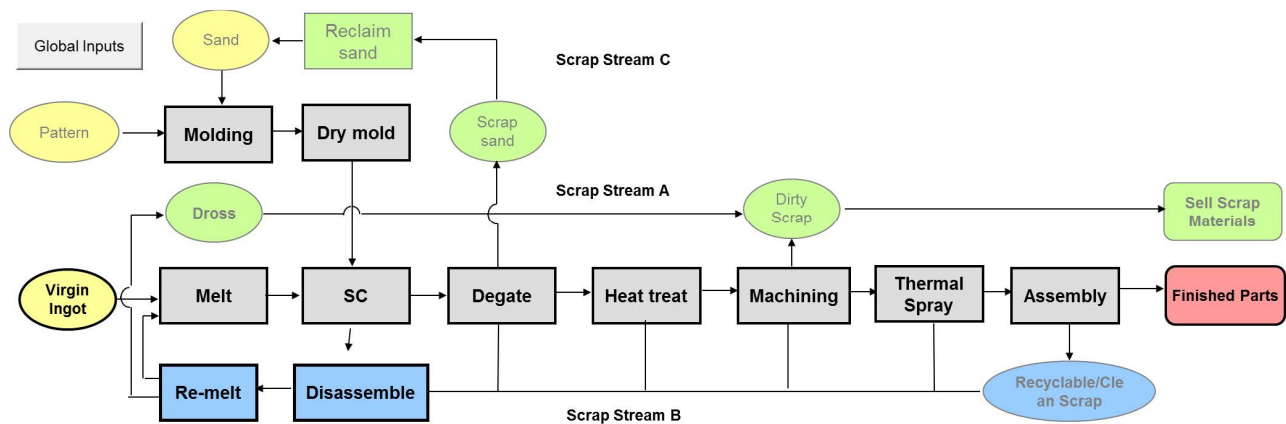 Global Inputs
Sand
Reclaim
sand
Scrap Stream C
Pattern
Molding
Dry mold
Scrap
sand
Scrap Stream A
Dross
Dirty
Scrap
Sell Scrap
Materials
Virgin
Ingot
Melt
SC
Degate
Heat treat
Machining
Thermal
Spray
Assembly
Finished Parts
Re-melt
Disassemble
Recyclable/Cle
an Scrap
Scrap Stream B